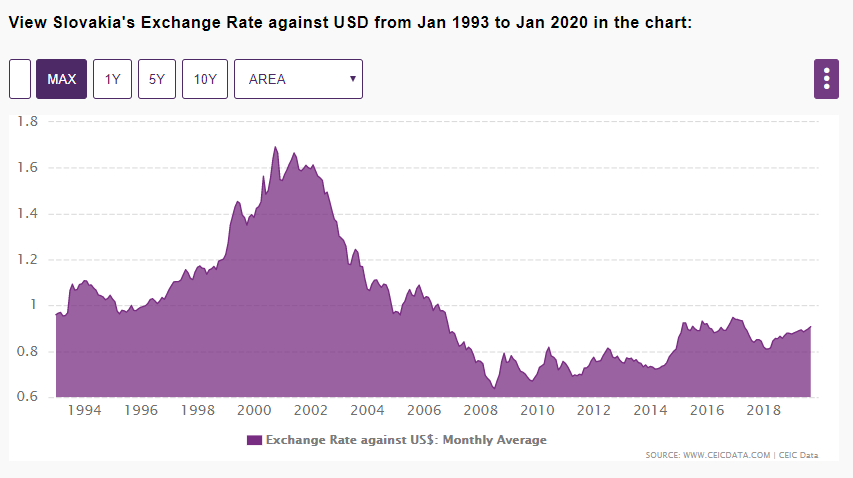 View Slovakia's Exchange Rate against USD from Jan 1993 to Jan 2020 in the chart:
MAX 1Y 5Y 10Y AREA
1.8
1.6
1.4
1.2
1
0.8
0.6
1994 1996 1998 2000 2002 2004 2006 2008 2010 2012 2014 2016 2018
Exchange Rate against US$: Monthly Average
SOURCE: WWW.CEICDATA.COM | CEIC Data